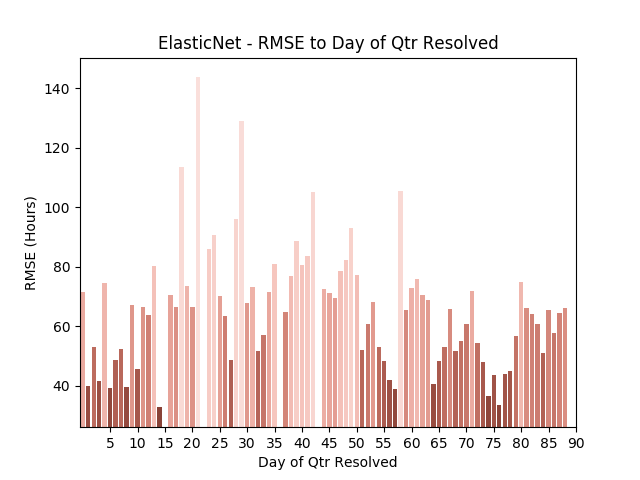 ElasticNet - RMSE to Day of Qtr Resolved
140
120
100
80
60
40
RMSE (Hours)
5 10 15 20 25 30 35 40 45 50 55 60 65 70 75 80 85 90
Day of Qtr Resolved